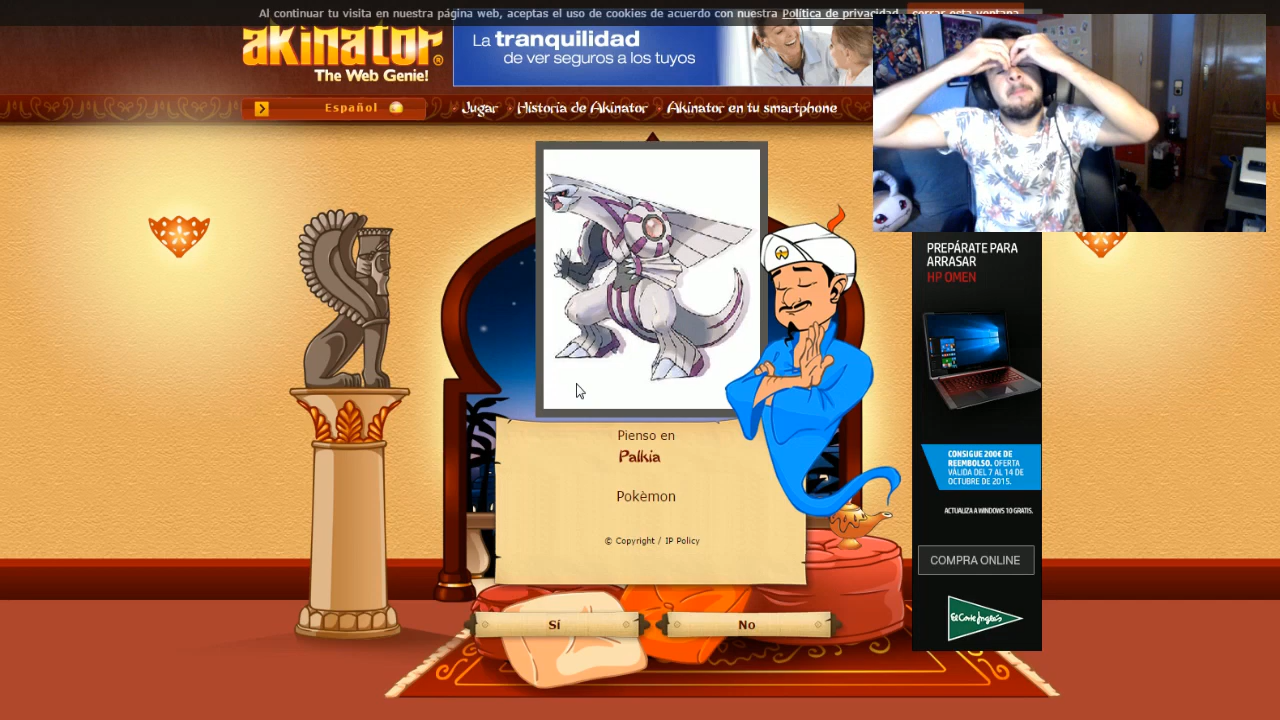 Al continuar tu visita en nuestra página web, aceptas el uso de cookies de acuerdo con nuestra Política de privacidad. cerrar esta ventana
akinator®
The Web Genie!
La tranquilidad
de ver seguros a los tuyos
Español
Jugar
Historia de Akinator
Akinator en tu smartphone
Pienso en
Palkia
Pokèmon
© Copyright / IP Policy
Sí
No
PREPÁRATE PARA
ARRASAR
HP OMEN
CONSIGUE 200€ DE
REEMBOLSO. OFERTA
VÁLIDA DEL 7 AL 14 DE
OCTUBRE DE 2015.
ACTUALIZA A WINDOWS 10 GRATIS.
COMPRA ONLINE
El Corte Inglés